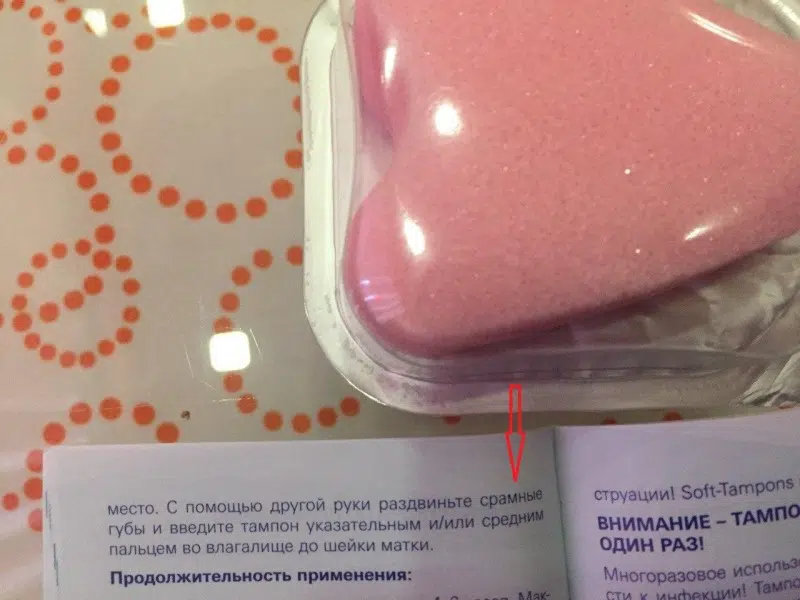 место. С помощью другой руки раздвиньте срамные
губы и введите тампон указательным и/или средним
пальцем во влагалище до шейки матки.
Продолжительность применения:
струации! Soft-Tampons
ВНИМАНИЕ – ТАМПО
ОДИН РАЗ!
Многоразовое использ
сти к инфекции! Тампо